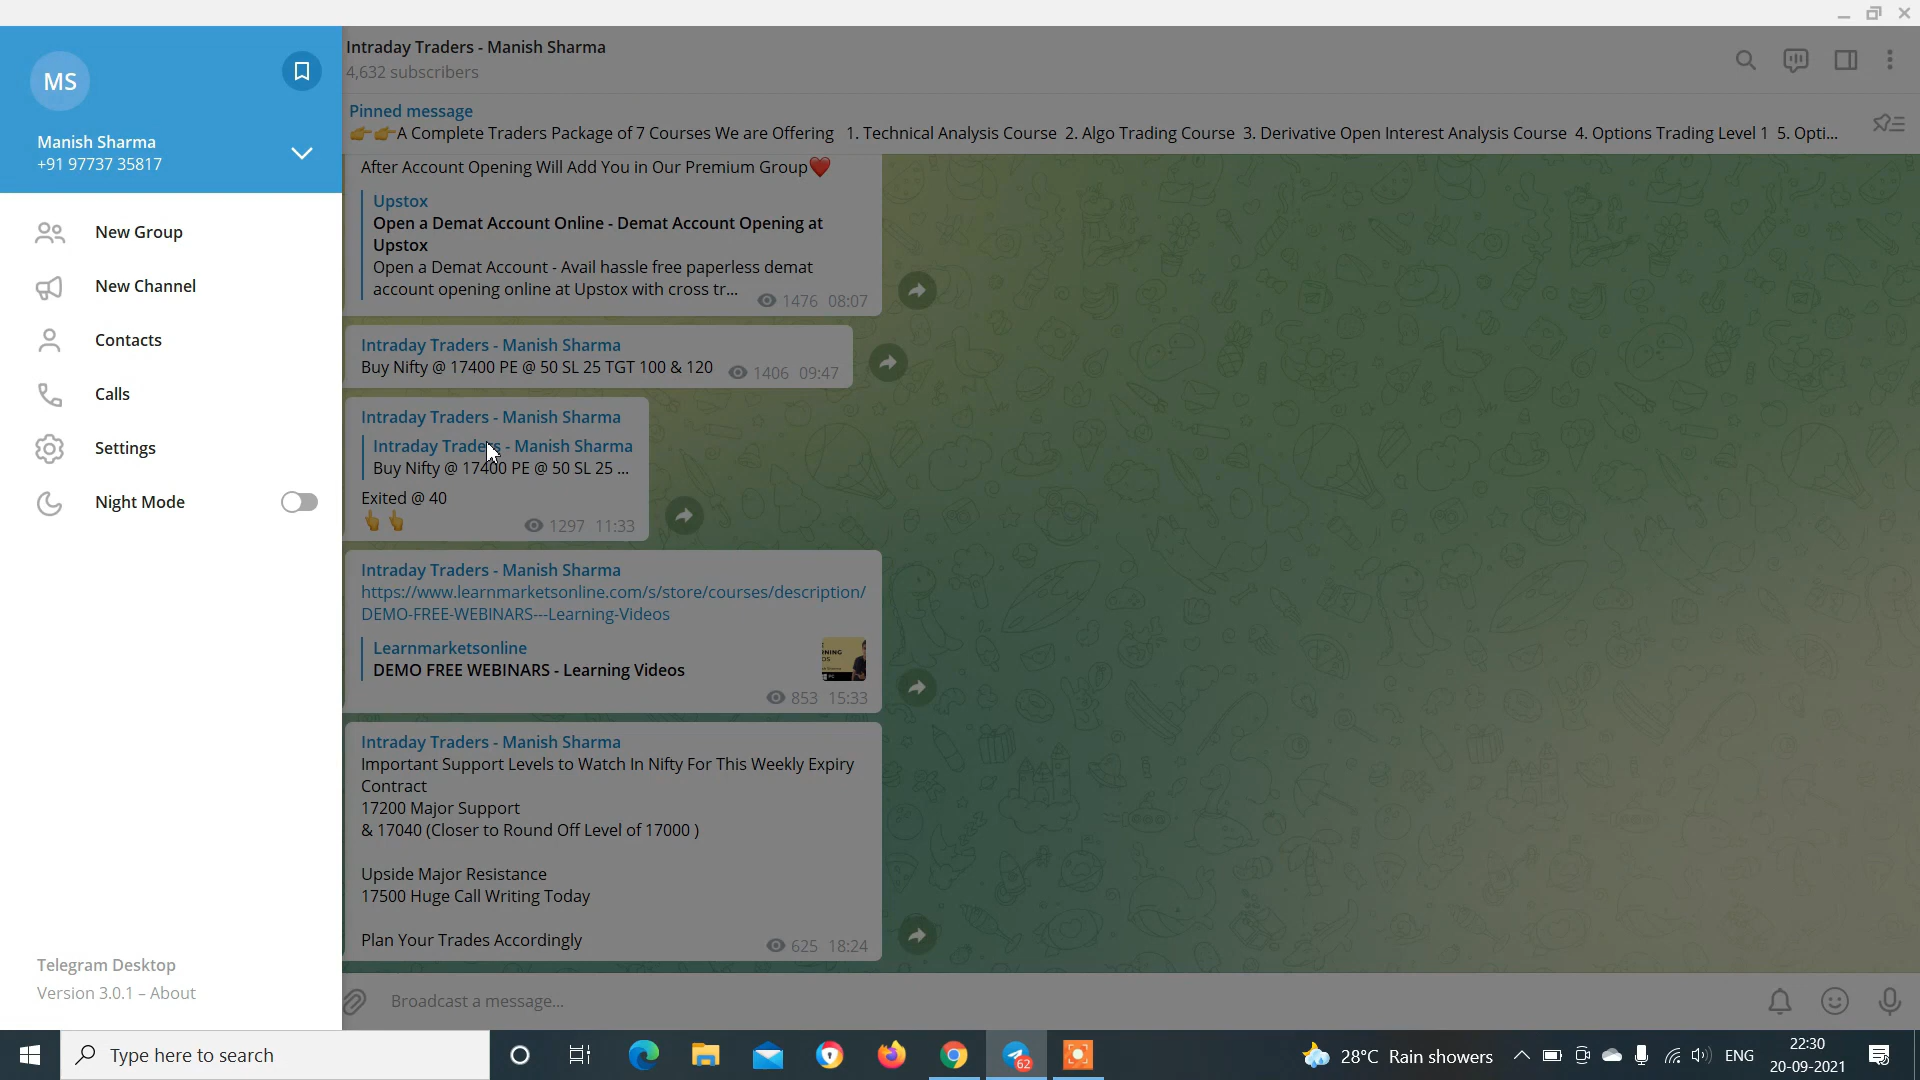 MS
Manish Sharma
+91 97737 35817
New Group
New Channel
Contacts
Calls
Settings
Night Mode
Telegram Desktop
Version 3.0.1 – About
Intraday Traders - Manish Sharma
4,632 subscribers
Pinned message
👉👉A Complete Traders Package of 7 Courses We are Offering 1. Technical Analysis Course 2. Algo Trading Course 3. Derivative Open Interest Analysis Course 4. Options Trading Level 1 5. Opti...
After Account Opening Will Add You in Our Premium Group❤️
Upstox
Open a Demat Account Online - Demat Account Opening at
Upstox
Open a Demat Account - Avail hassle free paperless demat
account opening online at Upstox with cross tr...
1476 08:07
Intraday Traders - Manish Sharma
Buy Nifty @ 17400 PE @ 50 SL 25 TGT 100 & 120
1406 09:47
Intraday Traders - Manish Sharma
Intraday Traders - Manish Sharma
Buy Nifty @ 17400 PE @ 50 SL 25 ...
Exited @ 40
👆👆
1297 11:33
Intraday Traders - Manish Sharma
https://www.learnmarketsonline.com/s/store/courses/description/
DEMO-FREE-WEBINARS---Learning-Videos
Learnmarketsonline
DEMO FREE WEBINARS - Learning Videos
853 15:33
Intraday Traders - Manish Sharma
Important Support Levels to Watch In Nifty For This Weekly Expiry
Contract
17200 Major Support
& 17040 (Closer to Round Off Level of 17000 )
Upside Major Resistance
17500 Huge Call Writing Today
Plan Your Trades Accordingly
625 18:24
Broadcast a message...
Type here to search
62
28°C Rain showers
ENG
22:30
20-09-2021